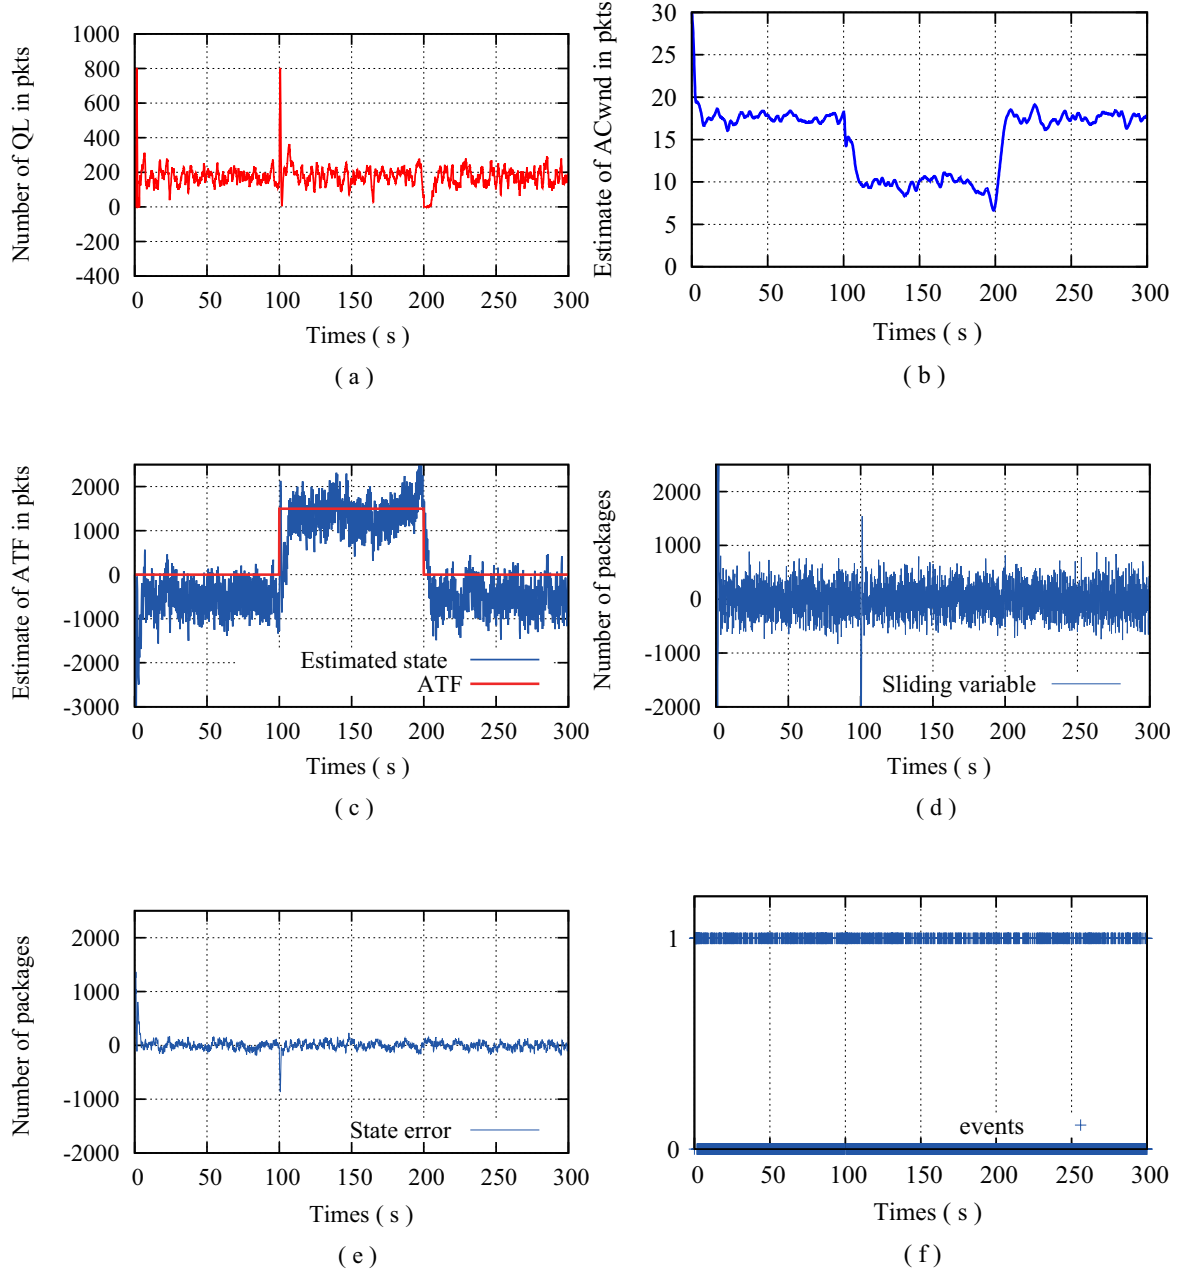 Number of QL in pkts
1000
800
600
400
200
0
-200
-400
0 50 100 150 200 250 300
Times ( s )
( a )
Estimate of ACwnd in pkts
30
25
20
15
10
5
0
0 50 100 150 200 250 300
Times ( s )
( b )
Estimate of ATF in pkts
2000
1000
0
-1000
-2000
-3000
Estimated state
ATF
0 50 100 150 200 250 300
Times ( s )
( c )
Number of packages
2000
1000
0
-1000
-2000
Sliding variable
0 50 100 150 200 250 300
Times ( s )
( d )
Number of packages
2000
1000
0
-1000
-2000
State error
0 50 100 150 200 250 300
Times ( s )
( e )
1
events
0
0 50 100 150 200 250 300
Times ( s )
( f )